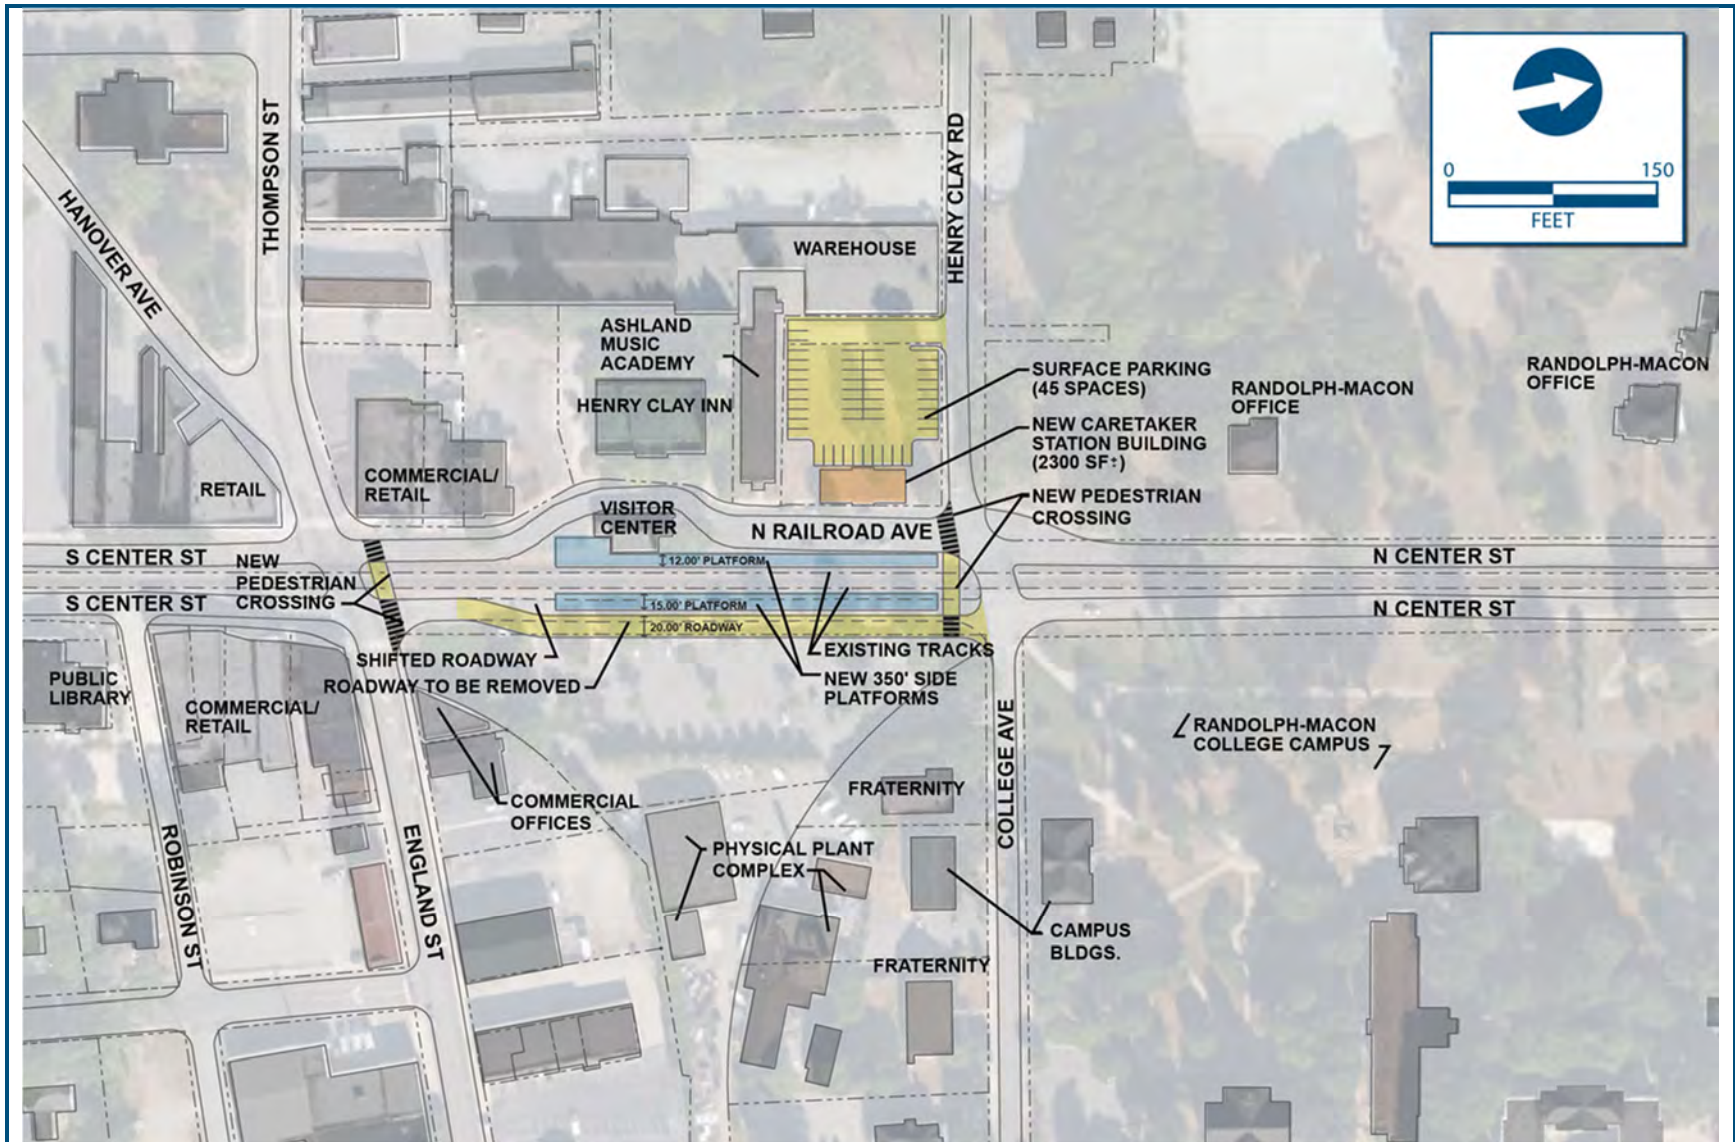 THOMPSON ST
HANOVER AVE
HENRY CLAY RD
0 150
FEET
WAREHOUSE
ASHLAND
MUSIC
ACADEMY
HENRY CLAY INN
SURFACE PARKING
(45 SPACES)
NEW CARETAKER
STATION BUILDING
(2300 SF±)
NEW PEDESTRIAN
CROSSING
RANDOLPH-MACON
OFFICE
RANDOLPH-MACON
OFFICE
RETAIL
COMMERCIAL/
RETAIL
VISITOR
CENTER
N RAILROAD AVE
S CENTER ST
S CENTER ST
NEW
PEDESTRIAN
CROSSING
12.00' PLATFORM
15.00' PLATFORM
20.00' ROADWAY
N CENTER ST
N CENTER ST
SHIFTED ROADWAY
ROADWAY TO BE REMOVED
EXISTING TRACKS
NEW 350' SIDE
PLATFORMS
PUBLIC
LIBRARY
COMMERCIAL/
RETAIL
COMMERCIAL
OFFICES
ROBINSON ST
ENGLAND ST
COLLEGE AVE
RANDOLPH-MACON
COLLEGE CAMPUS
FRATERNITY
PHYSICAL PLANT
COMPLEX
CAMPUS
BLDGS.
FRATERNITY